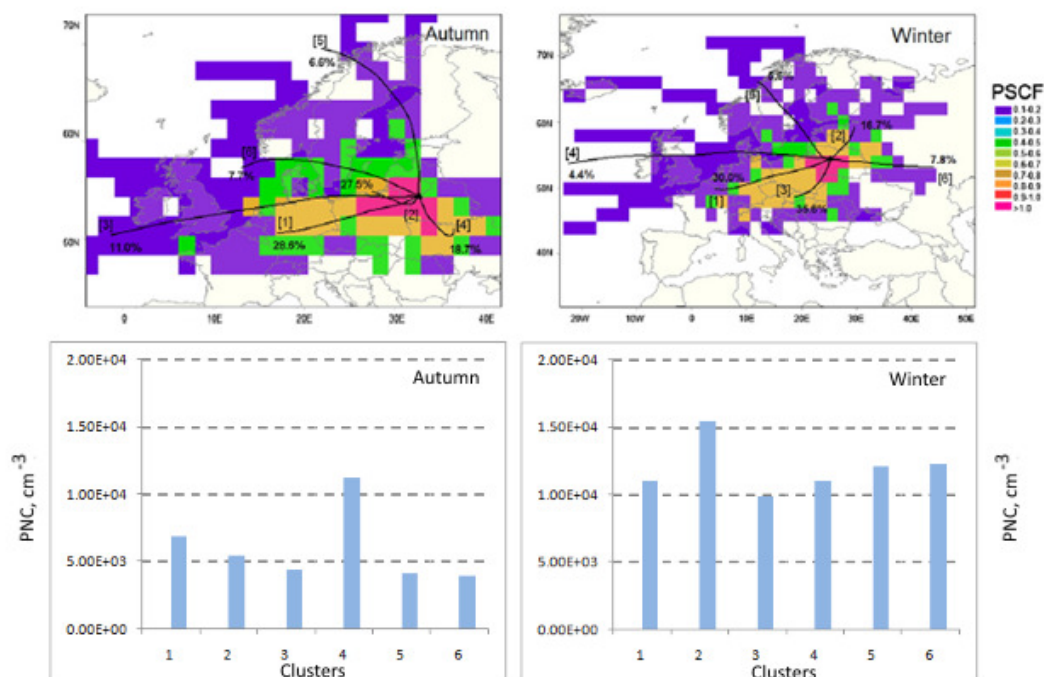 70N
Autumn
[5]
6.6%
60N
[6]
7.7%
27.5%
[3]
[1]
[2]
[4]
11.0%
28.6%
18.7%
0
10E
20E
30E
40E
70N
Winter
[5]
60N
[2]
16.7%
[4]
4.4%
7.8%
[6]
50N
30.0%
[1]
[3]
35.6%
40N
20W
10W
0
10E
20E
30E
40E
50E
PSCF
0.1-0.2
0.2-0.3
0.3-0.4
0.4-0.5
0.5-0.6
0.6-0.7
0.7-0.8
0.8-0.9
0.9-1.0
>1.0
PNC, cm-3
2.00E+04
1.50E+04
1.00E+04
5.00E+03
0.00E+00
Autumn
1 2 3 4 5 6
Clusters
2.00E+04
1.50E+04
1.00E+04
5.00E+03
0.00E+00
Winter
1 2 3 4 5 6
Clusters
PNC, cm-3